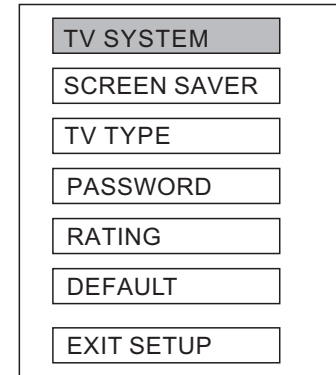 TV SYSTEM
SCREEN SAVER
TV TYPE
PASSWORD
RATING
DEFAULT
EXIT SETUP